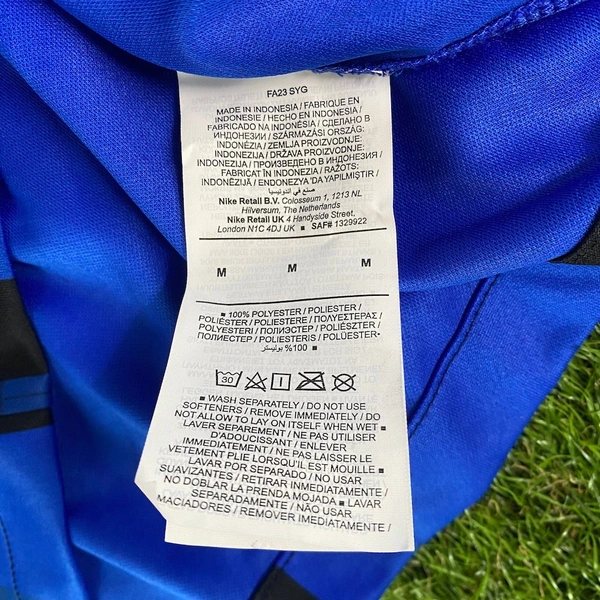 FA23 SYG
MADE IN INDONESIA / FABRIQUE EN
INDONESIE / HECHO EN INDONESIA /
FABRICADO NA INDONÉSIA / СДЕЛАНО В
ИНДОНЕЗИИ / SZÁRMAZÁSI ORSZÁG:
INDONÉZIA / ZEMLJA PROIZVODNJE:
INDONEZIJA / DRŽAVA PROIZVODNJE:
INDONEZIJA / ПРОИЗВЕДЕНО В ИНДОНЕЗИЯ /
FABRICAT ÎN INDONEZIA / RAŽOTS:
INDONĒZIJĀ / ENDONEZYA'DA YAPILMIŞTIR /
صنع في اندونيسيا
Nike Retail B.V. Colosseum 1, 1213 NL
Hilversum, The Netherlands
Nike Retail UK 4 Handyside Street,
London N1C 4DJ UK ■ SAF# 1329922
M M M
■ 100% POLYESTER / POLIESTER /
POLIÉSTER / POLIESTERE / ΠΟΛΥΕΣΤΕΡΑΣ /
POLYESTERI / ПОЛИЭСТЕР / POLIÉSZTER /
ПОЛИЕСТЕР / POLIESTERIS / POLÜESTER-
%100 بوليستر ■
30
■ WASH SEPARATELY / DO NOT USE
SOFTENERS / REMOVE IMMEDIATELY / DO
NOT ALLOW TO LAY ON ITSELF WHEN WET ■
LAVER SEPAREMENT / NE PAS UTILISER
D'ADOUCISSANT / ENLEVER
IMMEDIATEMENT / NE PAS LAISSER LE
VETEMENT PLIE LORSQU'IL EST MOUILLE ■
LAVAR POR SEPARADO / NO USAR
SUAVIZANTES / RETIRAR INMEDIATAMENTE /
NO DOBLAR LA PRENDA MOJADA ■ LAVAR
SEPARADAMENTE / NÃO USAR
AMACIADORES / REMOVER IMEDIATAMENTE /